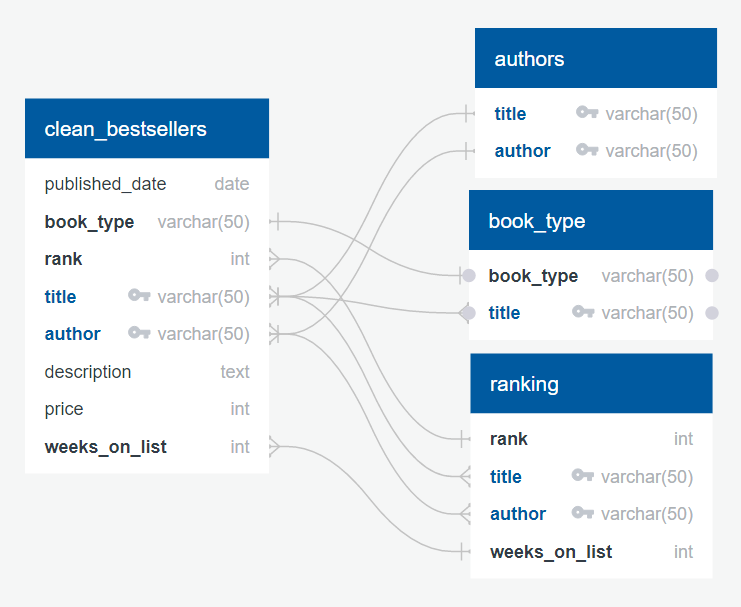 clean_bestsellers
published_date date
book_type varchar(50)
rank int
title varchar(50)
author varchar(50)
description text
price int
weeks_on_list int
authors
title varchar(50)
author varchar(50)
book_type
book_type varchar(50)
title varchar(50)
ranking
rank int
title varchar(50)
author varchar(50)
weeks_on_list int